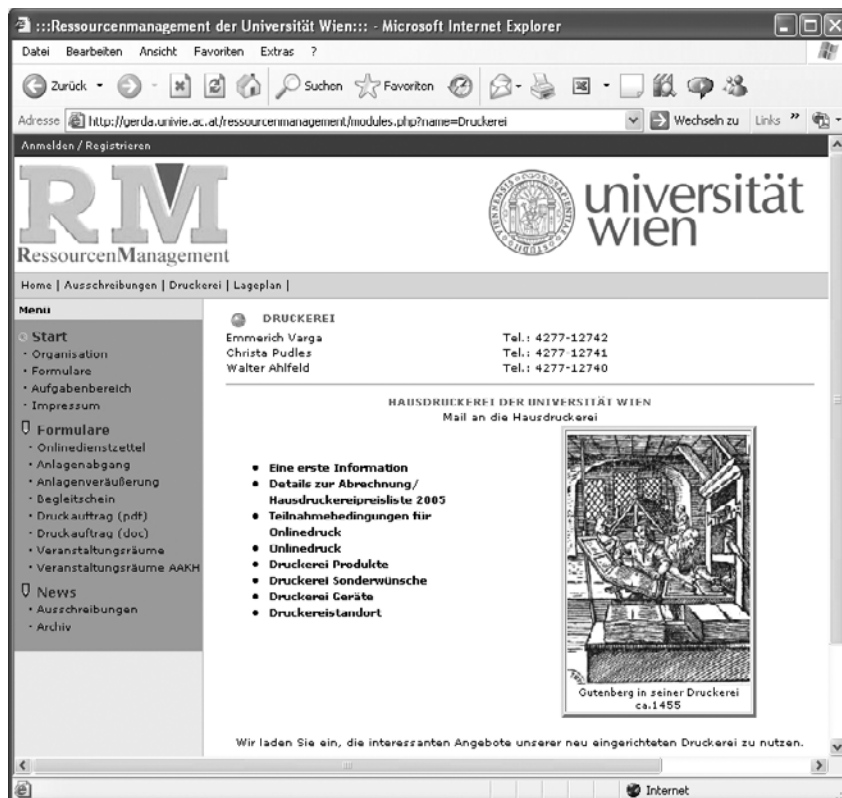 :::Ressourcenmanagement der Universität Wien::: - Microsoft Internet Explorer
Datei Bearbeiten Ansicht Favoriten Extras ?
Zurück Suchen Favoriten
Adresse http://gerda.univie.ac.at/ressourcenmanagement/modules.php?name=Druckerei Wechseln zu Links »
Anmelden / Registrieren
RM
RessourcenManagement
universität
wien
Home | Ausschreibungen | Druckerei | Lageplan |
Menu
Start
· Organisation
· Formulare
· Aufgabenbereich
· Impressum
Formulare
· Onlinedienstzettel
· Anlagenabgang
· Anlagenveräußerung
· Begleitschein
· Druckauftrag (pdf)
· Druckauftrag (doc)
· Veranstaltungsräume
· Veranstaltungsräume AAKH
News
· Ausschreibungen
· Archiv
DRUCKEREI
Emmerich Varga Tel.: 4277-12742
Christa Pudles Tel.: 4277-12741
Walter Ahlfeld Tel.: 4277-12740
HAUSDRUCKEREI DER UNIVERSITÄT WIEN
Mail an die Hausdruckerei
• Eine erste Information
• Details zur Abrechnung/
Hausdruckereipreisliste 2005
• Teilnahmebedingungen für
Onlinedruck
• Onlinedruck
• Druckerei Produkte
• Druckerei Sonderwünsche
• Druckerei Geräte
• Druckereistandort
Gutenberg in seiner Druckerei
ca.1455
Wir laden Sie ein, die interessanten Angebote unserer neu eingerichteten Druckerei zu nutzen.
Internet